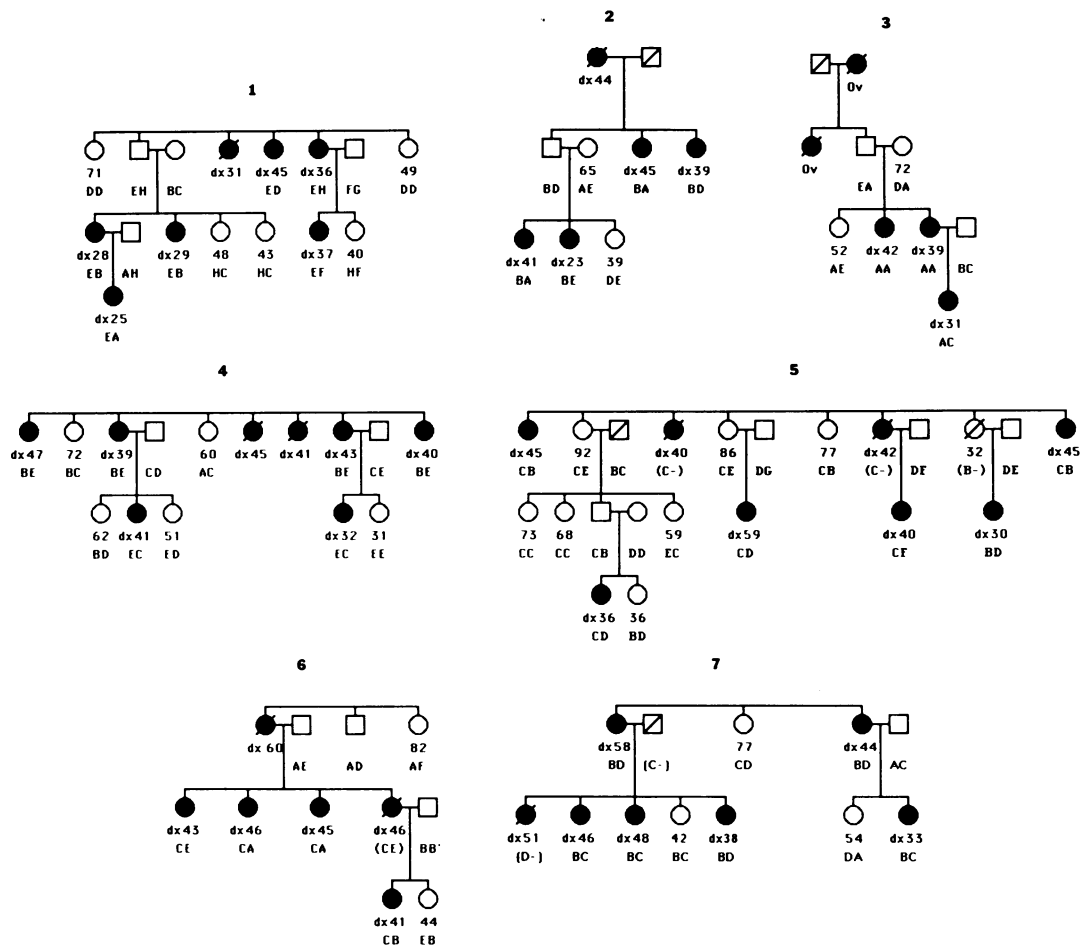 2
3
dx44
Ov
1
71 dx31 dx45 dx36 49
DD EH BC ED EH FG DD
65 dx45 dx39
BD AE BA BD
Ov 72
EA DA
dx28 dx29 48 43 dx37 40
EB AH EB HC HC EF HF
dx41 dx23 39
BA BE DE
52 dx42 dx39
AE AA AA BC
dx25
EA
dx31
AC
4
5
dx47 72 dx39 60 dx45 dx41 dx43 dx40
BE BC BE CD AC BE CE BE
dx45 92 dx40 86 77 dx42 32 dx45
CB CE BC (C-) CE DG CB (C-) DF (B-) DE CB
62 dx41 51 dx32 31
BD EC ED EC EE
73 68 59 dx59 dx40 dx30
CC CC CB DD EC CD CF BD
dx36 36
CD BD
6
7
dx60 82
AE AD AF
dx58 77 dx44
BD (C-) CD BD AC
dx43 dx46 dx45 dx46
CE CA CA (CE) BB
dx51 dx46 dx48 42 dx38 54 dx33
(D-) BC BC BC BD DA BC
dx41 44
CB EB